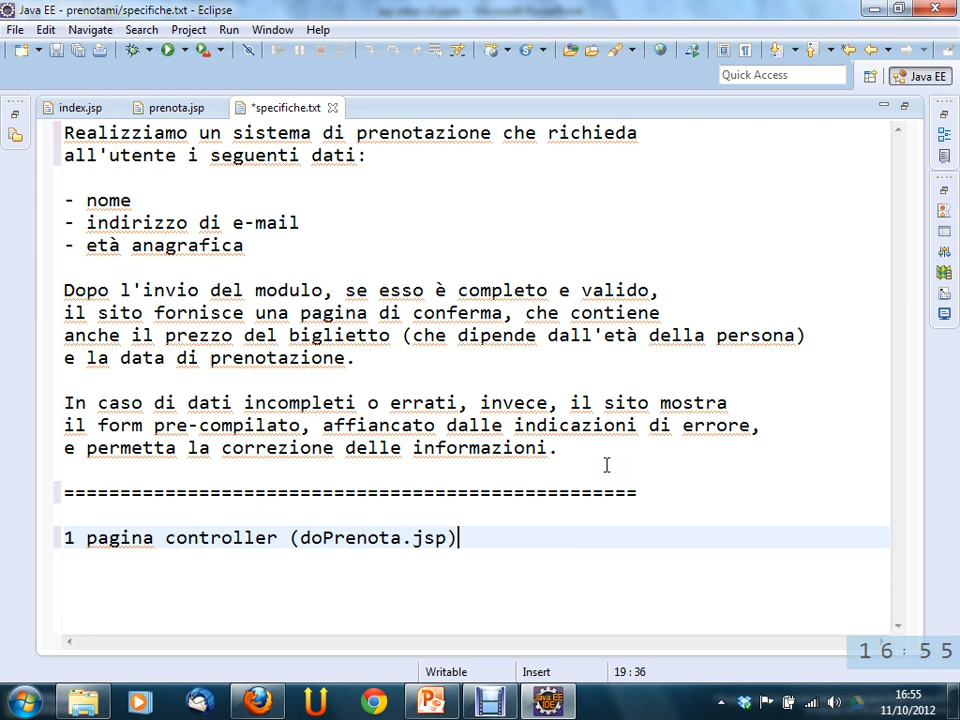 Java EE - prenotami/specifiche.txt - Eclipse
File Edit Navigate Search Project Run Window Help
Quick Access
Java EE
index.jsp
prenota.jsp
*specifiche.txt
Realizziamo un sistema di prenotazione che richieda
all'utente i seguenti dati:
- nome
- indirizzo di e-mail
- età anagrafica
Dopo l'invio del modulo, se esso è completo e valido,
il sito fornisce una pagina di conferma, che contiene
anche il prezzo del biglietto (che dipende dall'età della persona)
e la data di prenotazione.
In caso di dati incompleti o errati, invece, il sito mostra
il form pre-compilato, affiancato dalle indicazioni di errore,
e permetta la correzione delle informazioni.
===================================================
1 pagina controller (doPrenota.jsp)
16:55
Writable
Insert
19 : 36
16:55
11/10/2012